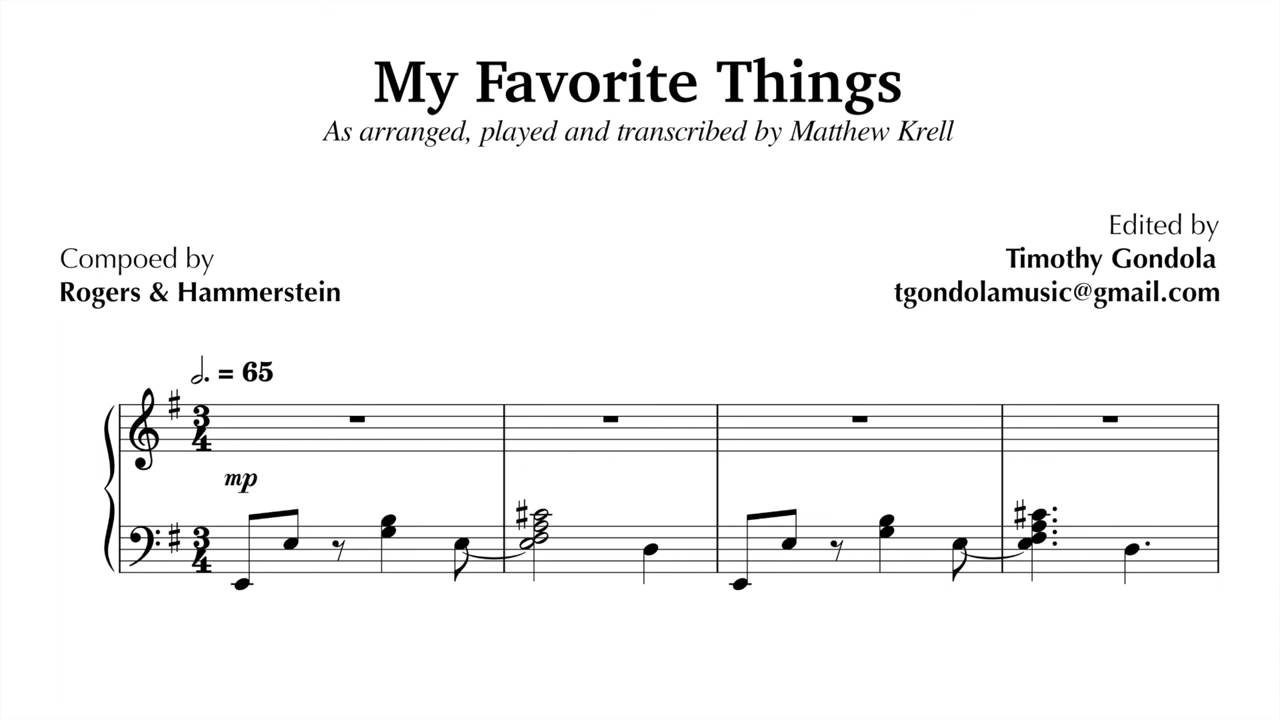 My Favorite Things
As arranged, played and transcribed by Matthew Krell
Edited by
Compoed by
Timothy Gondola
Rogers & Hammerstein
tgondolamusic@gmail.com
𝅗𝅥. = 65
3
4
mp
3
4